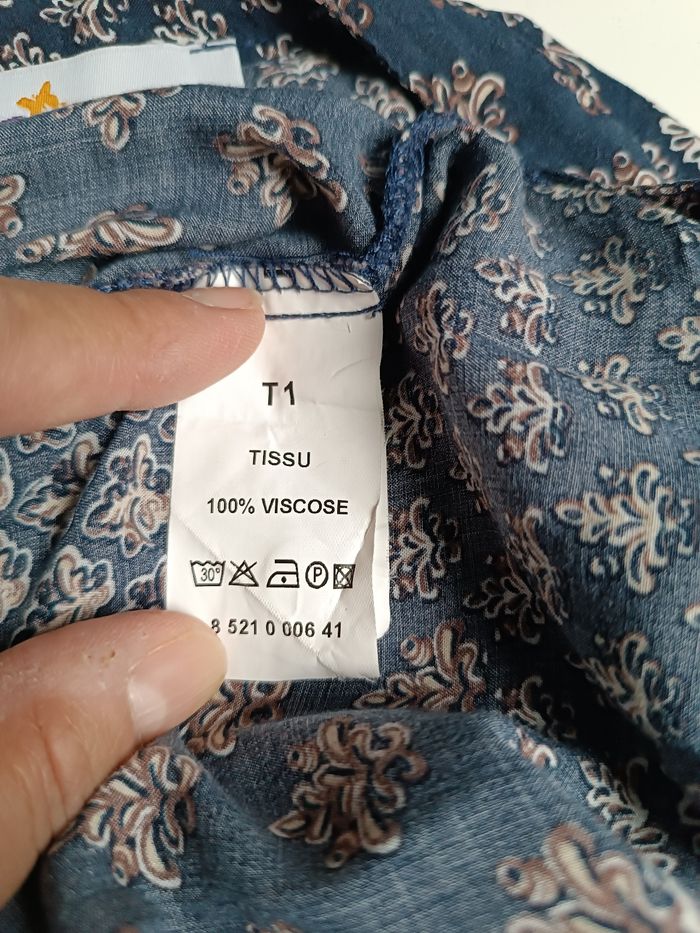 T1
TISSU
100% VISCOSE
30°
P
8 521 0 006 41